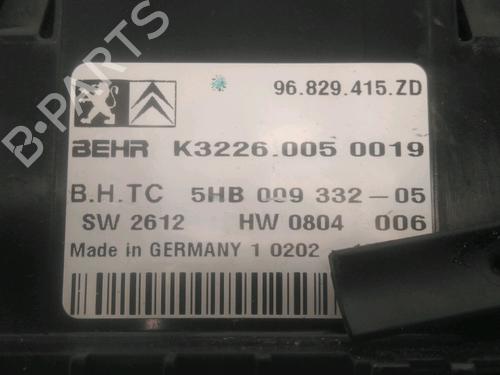 96.829.415.ZD
BEHR K3226.005 0019
B.H.TC 5HB 009 332-05
SW 2612 HW 0804 006
Made in GERMANY 1 0202
B-PARTS